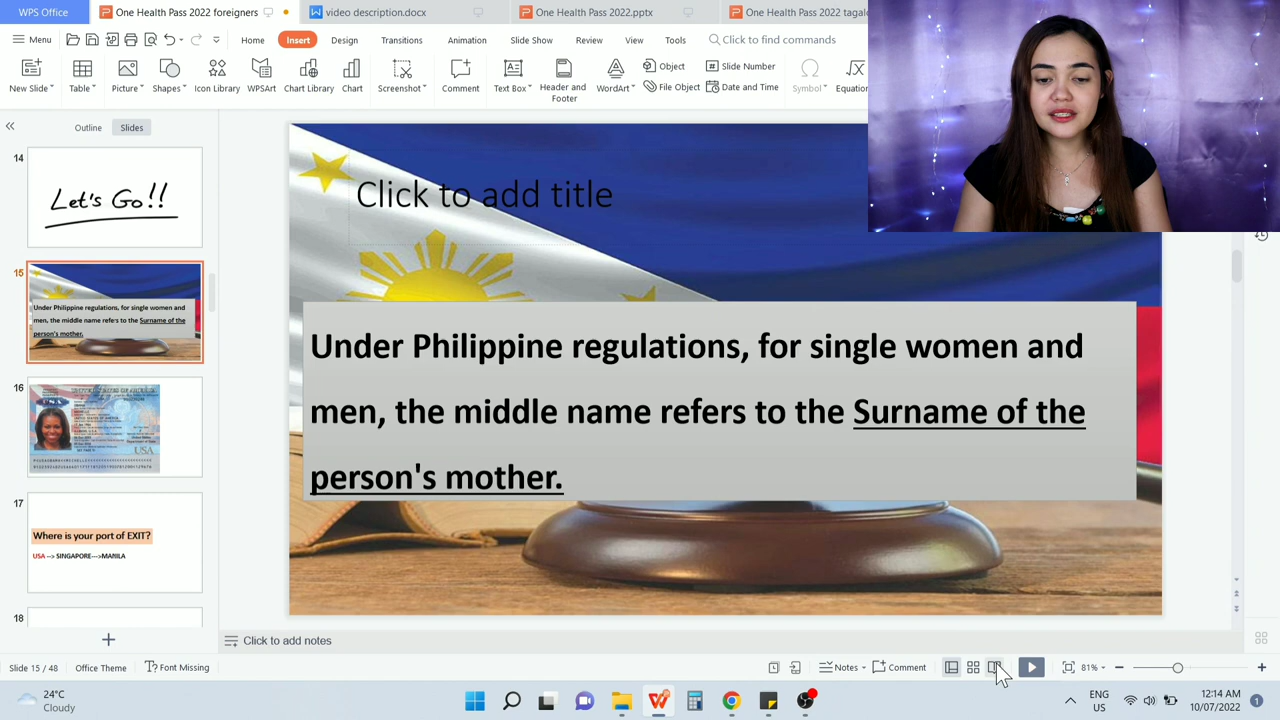 WPS Office
One Health Pass 2022 foreigners
video description.docx
One Health Pass 2022.pptx
One Health Pass 2022 tagal
Menu
Home
Insert
Design
Transitions
Animation
Slide Show
Review
View
Tools
Click to find commands
New Slide
Table
Picture
Shapes
Icon Library
WPSArt
Chart Library
Chart
Screenshot
Comment
Text Box
Header and
Footer
WordArt
Object
File Object
Slide Number
Date and Time
Symbol
Equation
Outline
Slides
14
Let's Go!!
15
Under Philippine regulations, for single women and
men, the middle name refers to the Surname of the
person's mother.
16
USA
17
Where is your port of EXIT?
USA --> SINGAPORE--->MANILA
18
Click to add title
Under Philippine regulations, for single women and
men, the middle name refers to the Surname of the
person's mother.
Click to add notes
Slide 15 / 48
Office Theme
Font Missing
Notes
Comment
81%
24°C
Cloudy
ENG
US
12:14 AM
10/07/2022
1